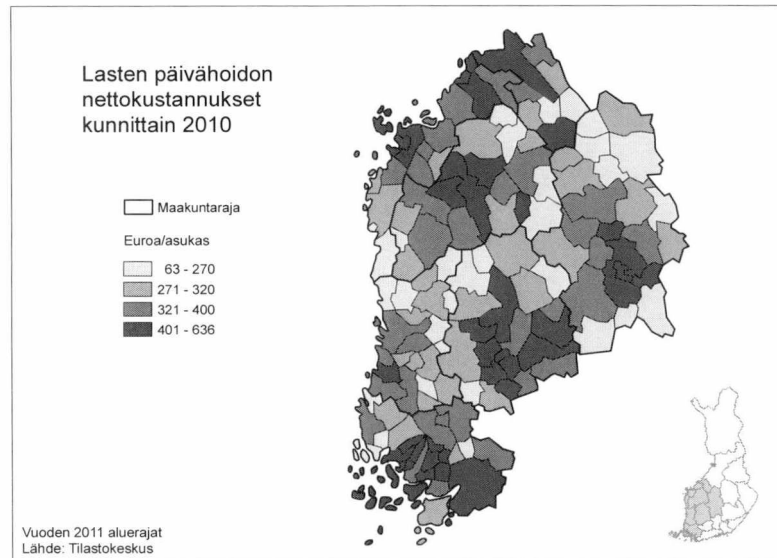 Lasten päivähoidon
nettokustannukset
kunnittain 2010
Maakuntaraja
Euroa/asukas
63 - 270
271 - 320
321 - 400
401 - 636
Vuoden 2011 aluerajat
Lähde: Tilastokeskus